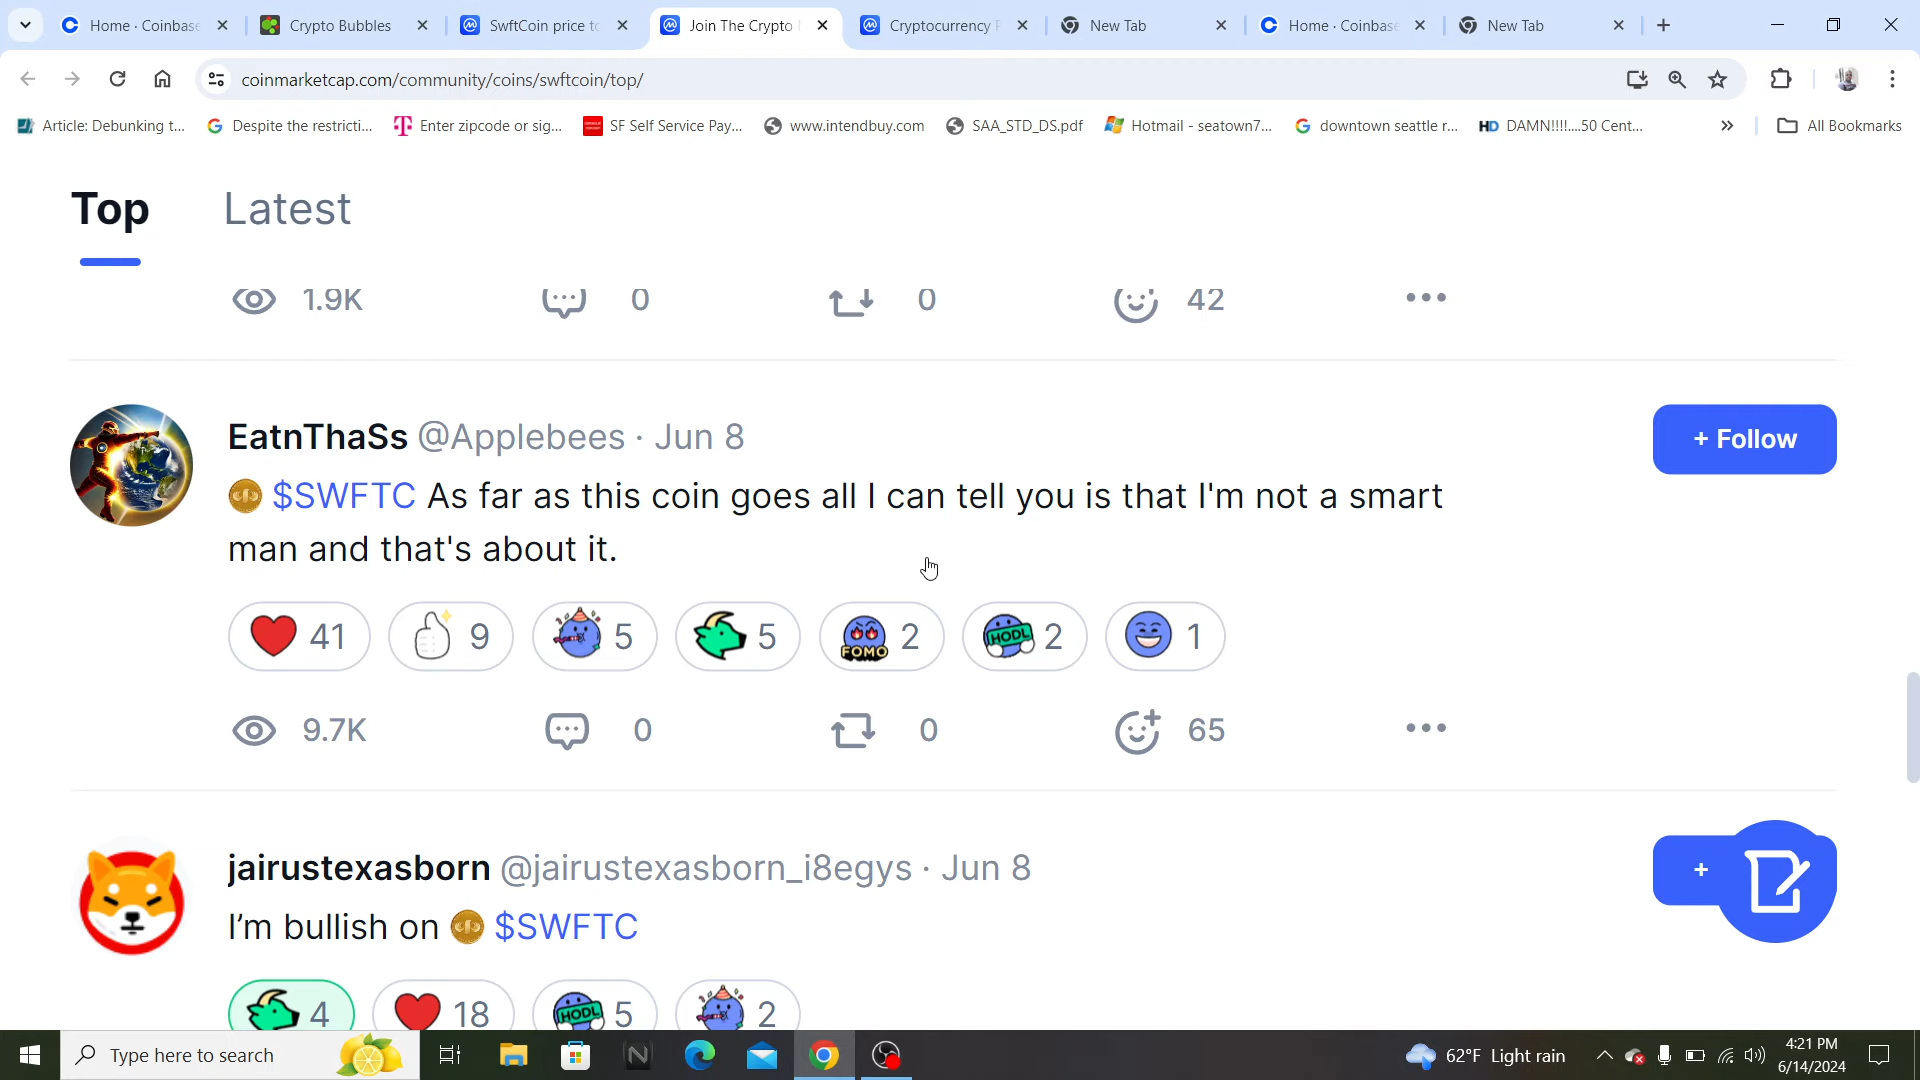 Home · Coinbase
Crypto Bubbles
SwftCoin price to
Join The Crypto
Cryptocurrency P
New Tab
Home · Coinbase
New Tab
coinmarketcap.com/community/coins/swftcoin/top/
Article: Debunking t...
Despite the restricti...
Enter zipcode or sig...
SF Self Service Pay...
www.intendbuy.com
SAA_STD_DS.pdf
Hotmail - seatown7...
downtown seattle r...
HD DAMN!!!!....50 Cent...
All Bookmarks
Top Latest
1.9K 0 0 42
EatnThaSs @Applebees · Jun 8
+ Follow
$SWFTC As far as this coin goes all I can tell you is that I'm not a smart
man and that's about it.
41 9 5 5 FOMO 2 HODL 2 1
9.7K 0 0 65
jairustexasborn @jairustexasborn_i8egys · Jun 8
+
I'm bullish on $SWFTC
4 18 HODL 5 2
Type here to search
62°F Light rain
4:21 PM
6/14/2024